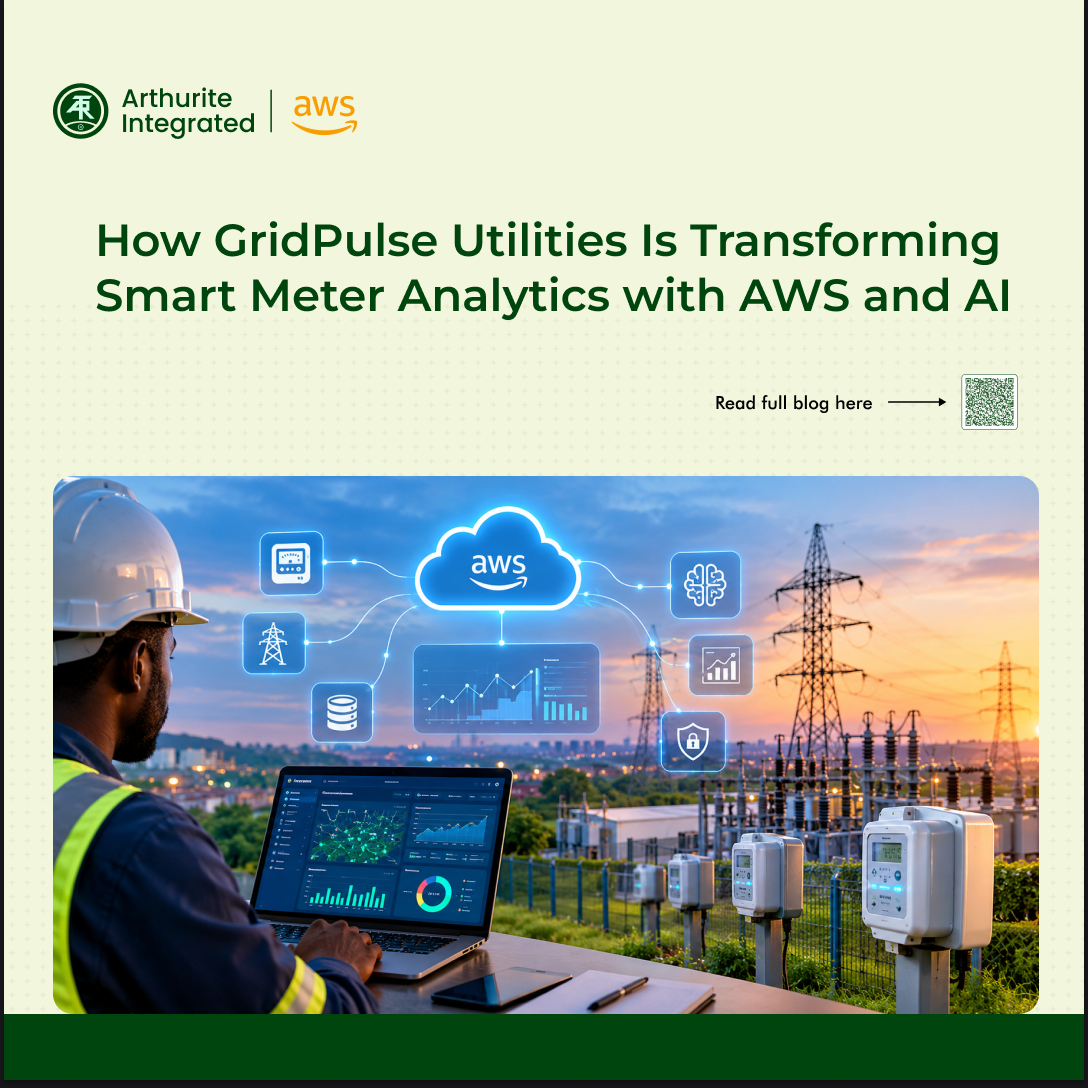 Arthurite
Integrated
aws
How GridPulse Utilities Is Transforming
Smart Meter Analytics with AWS and AI
Read full blog here
aws